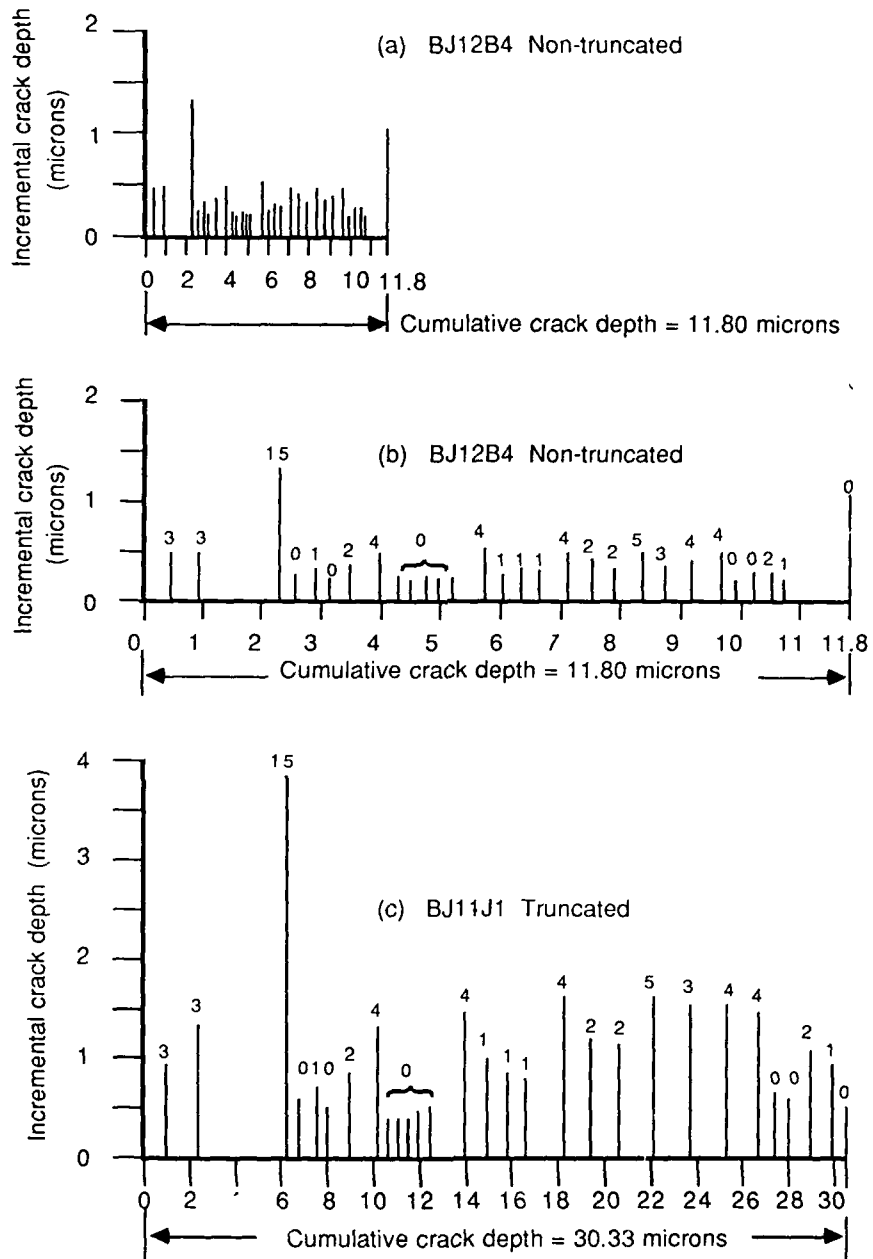 2
1
0
Incremental crack depth
(microns)
(a) BJ12B4 Non-truncated
0 2 4 6 8 10 11.8
Cumulative crack depth = 11.80 microns
2
1
0
Incremental crack depth
(microns)
(b) BJ12B4 Non-truncated
3 3 15 0 1 0 2 4 0 4 1 1 1 4 2 2 5 3 4 4 0 0 2 1 0
0 1 2 3 4 5 6 7 8 9 10 11 11.8
Cumulative crack depth = 11.80 microns
4
3
2
1
0
Incremental crack depth (microns)
(c) BJ11J1 Truncated
3 3 15 0 1 0 2 4 0 4 1 1 1 4 2 2 5 3 4 4 0 0 2 1 0
0 2 4 6 8 10 12 14 16 18 20 22 24 26 28 30
Cumulative crack depth = 30.33 microns